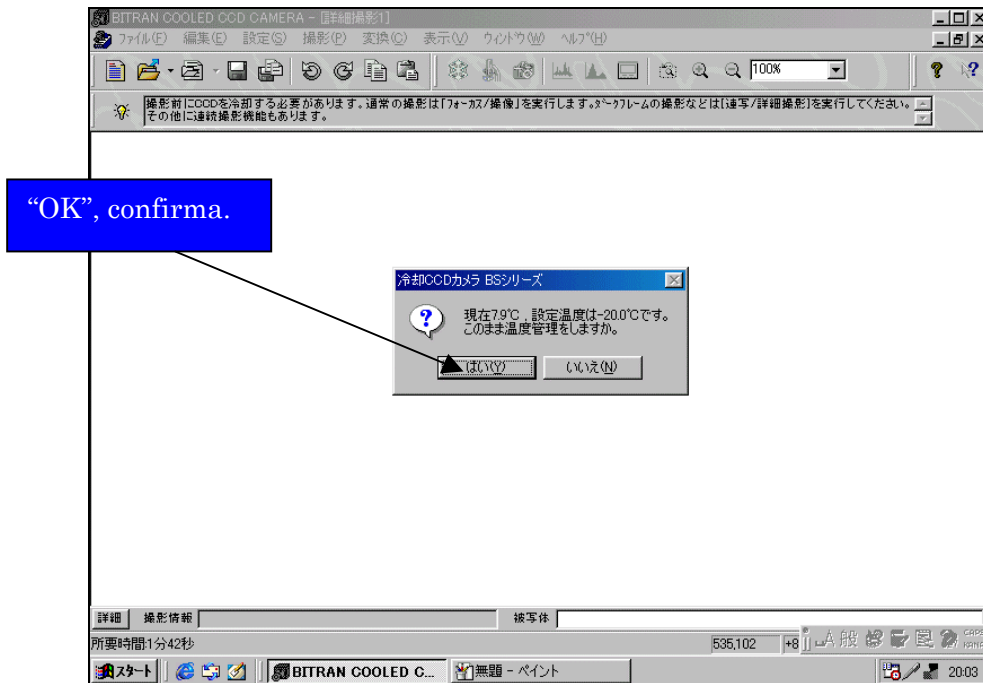 BITRAN COOLED CCD CAMERA - [詳細撮影1]
ファイル(F) 編集(E) 設定(S) 撮影(P) 変換(C) 表示(V) ウィンドウ(W) ヘルプ(H)
100%
撮影前にCCDを冷却する必要があります。通常の撮影は「フォーカス/撮像」を実行します。ダークフレームの撮影などは[連写/詳細撮影]を実行してください。
その他に連続撮影機能もあります。
“OK”, confirma.
冷却CCDカメラ BSシリーズ
現在7.9℃ , 設定温度は-20.0℃です。
このまま温度管理をしますか。
はい(Y) いいえ(N)
詳細 撮影情報 被写体
所要時間:1分42秒 535,102 +8 A 般 CAPS
KANA
スタート BITRAN COOLED C... 無題 - ペイント 20:03